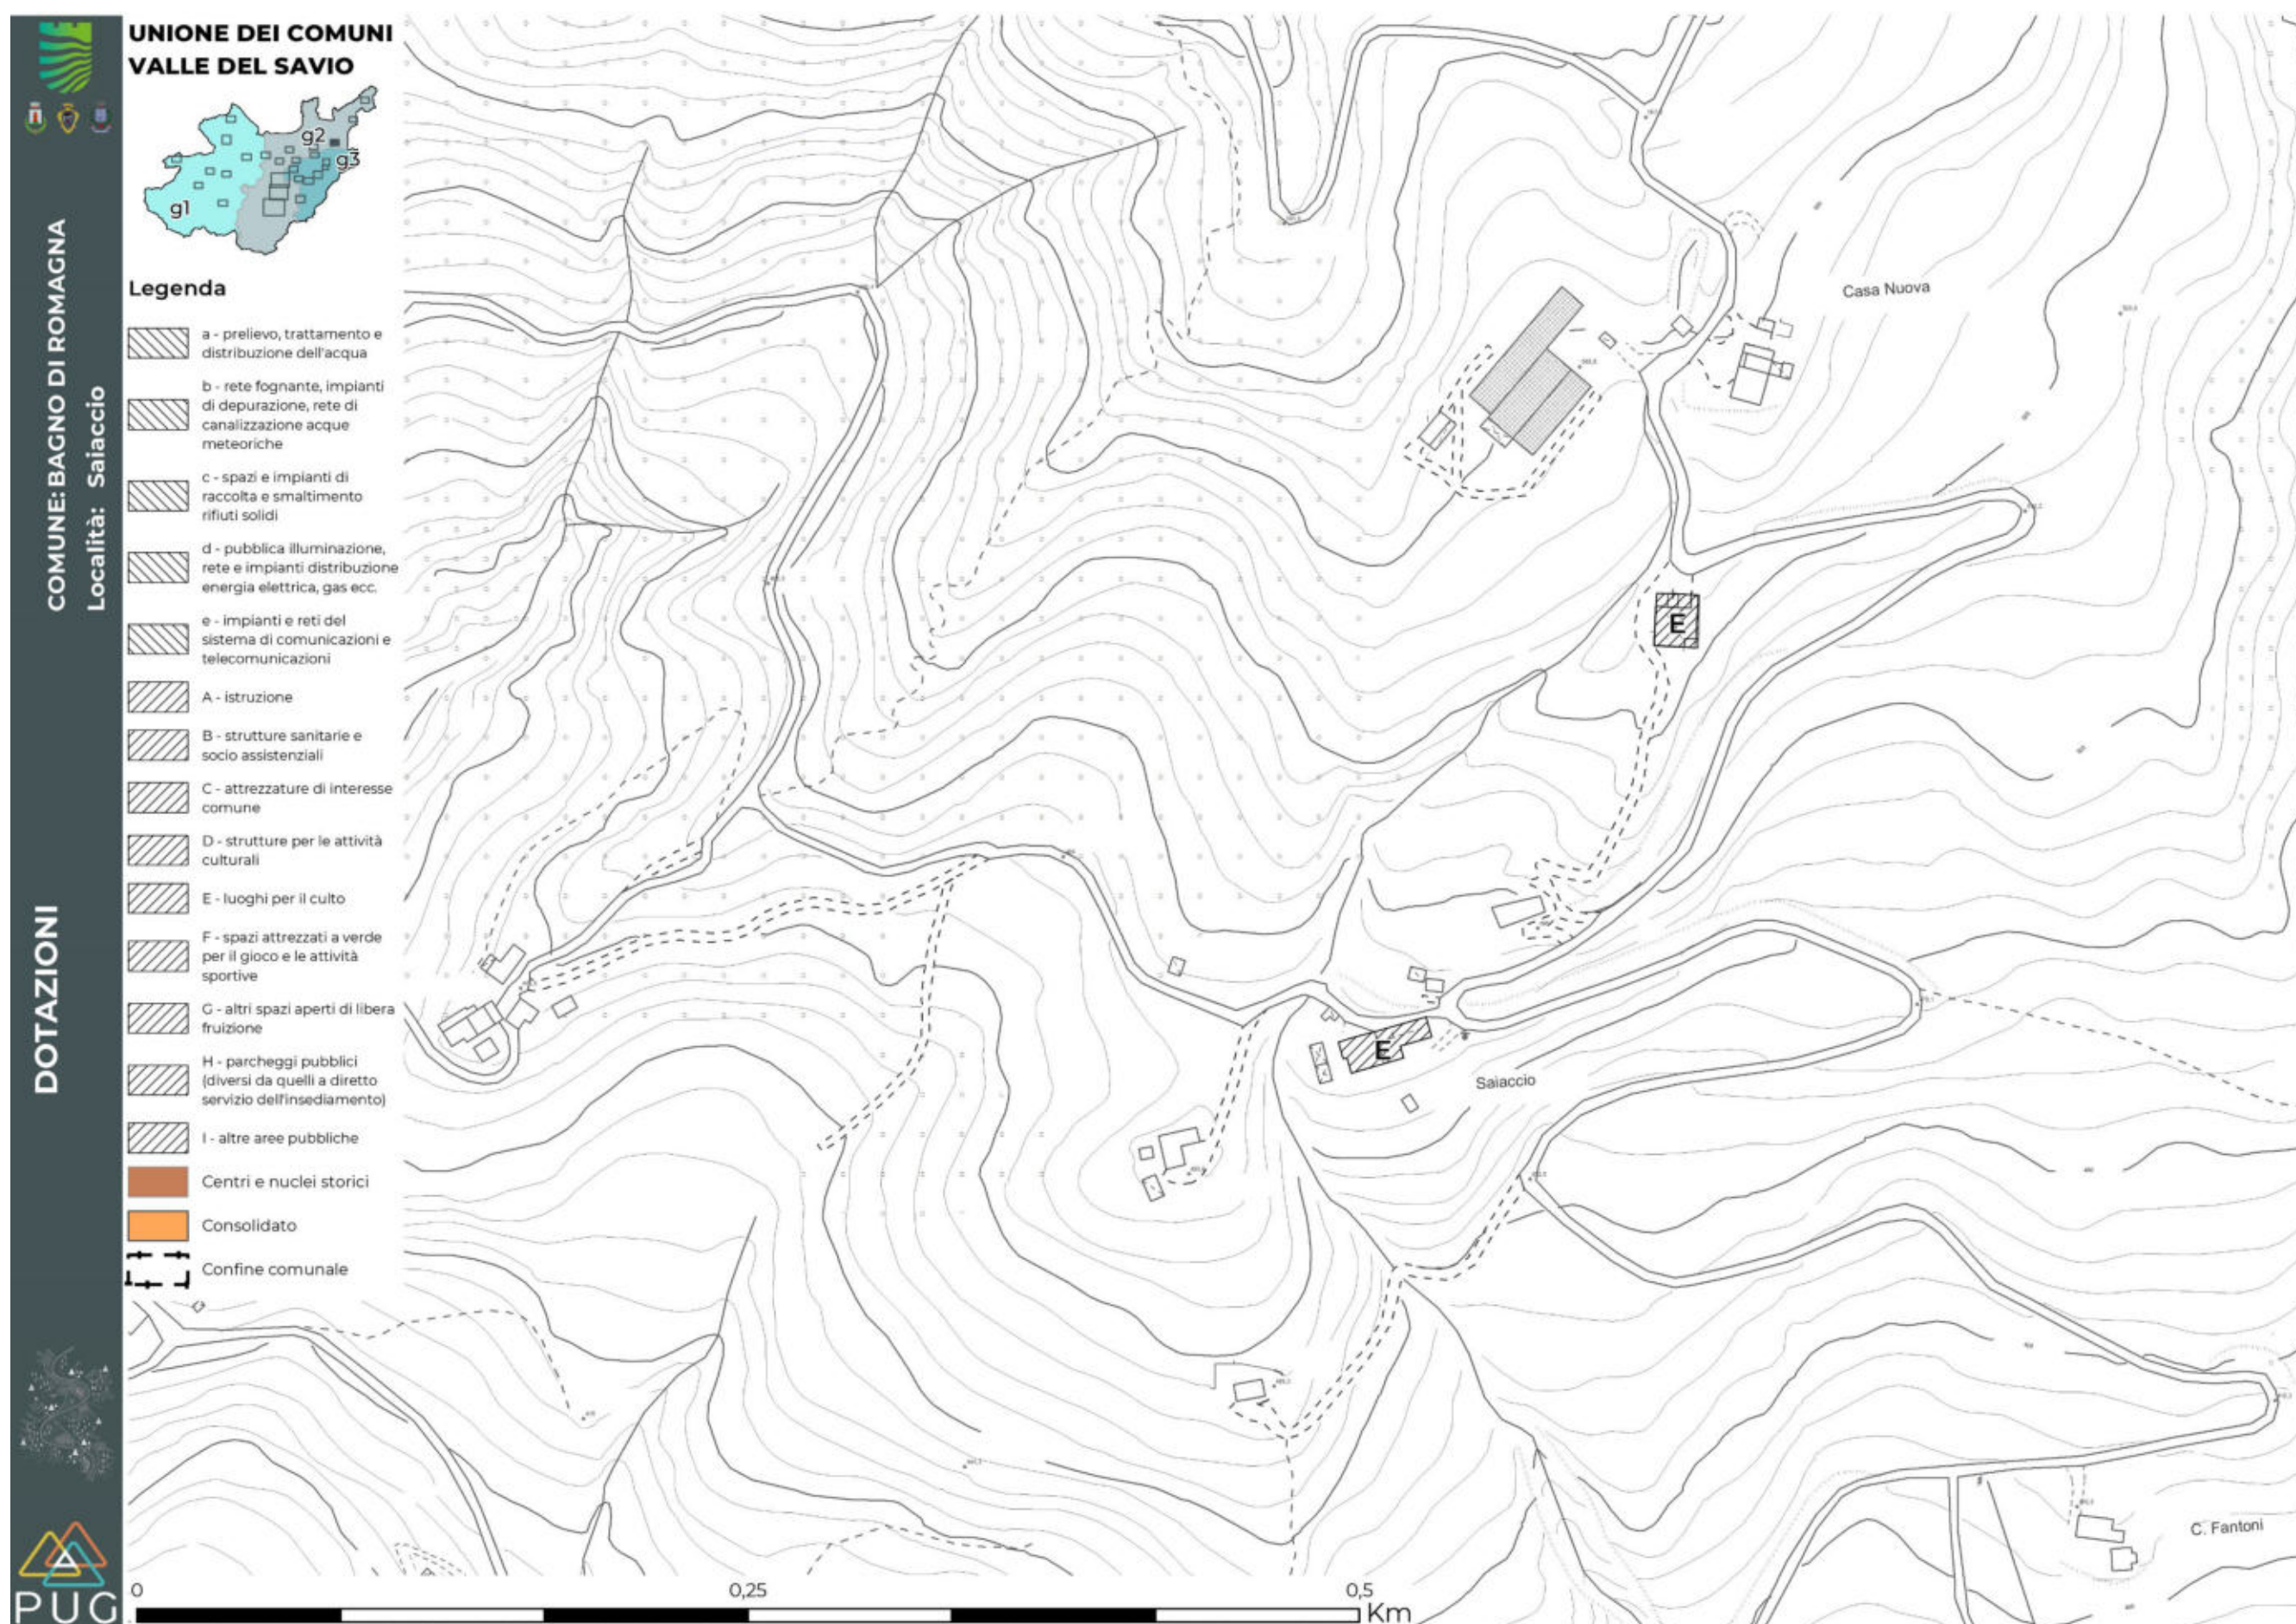 UNIONE DEI COMUNI
VALLE DEL SAVIO
g1
g2
g3
COMUNE: BAGNO DI ROMAGNA
Località: Saiaccio
DOTAZIONI
PUG
Legenda
a - prelievo, trattamento e
distribuzione dell'acqua
b - rete fognante, impianti
di depurazione, rete di
canalizzazione acque
meteoriche
c - spazi e impianti di
raccolta e smaltimento
rifiuti solidi
d - pubblica illuminazione,
rete e impianti distribuzione
energia elettrica, gas ecc.
e - impianti e reti del
sistema di comunicazioni e
telecomunicazioni
A - istruzione
B - strutture sanitarie e
socio assistenziali
C - attrezzature di interesse
comune
D - strutture per le attività
culturali
E - luoghi per il culto
F - spazi attrezzati a verde
per il gioco e le attività
sportive
G - altri spazi aperti di libera
fruizione
H - parcheggi pubblici
(diversi da quelli a diretto
servizio dell'insediamento)
I - altre aree pubbliche
Centri e nuclei storici
Consolidato
Confine comunale
Casa Nuova
E
E
Saiaccio
C. Fantoni
0
0,25
0,5
Km